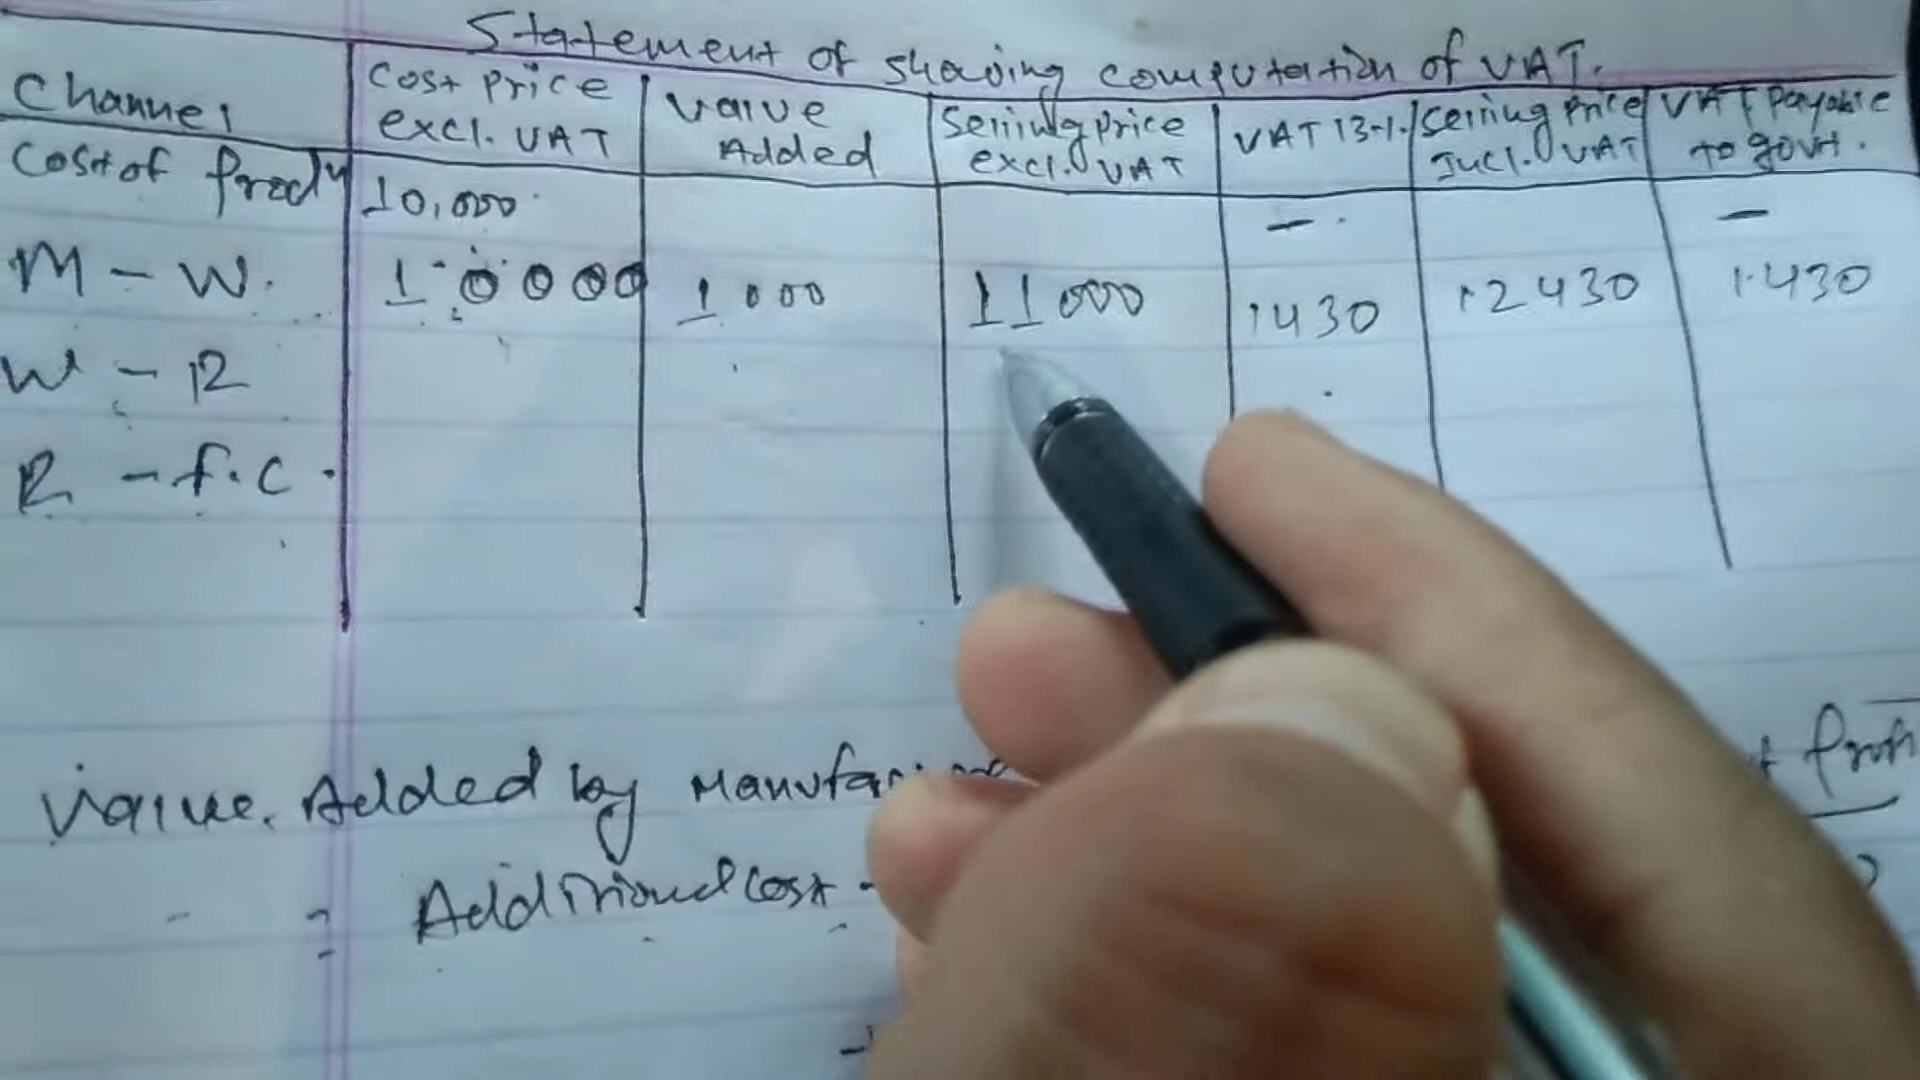 Statement of showing computation of VAT.
Channel
Cost price excl. VAT
Value Added
Selling price excl. VAT
VAT 13%
Selling price Incl. VAT
VAT payable to govt.
Cost of Prodn 10,000 - -
M - W. 10000 1000 11000 1430 12430 1430
W - R
R - F.C.
Value Added by
Additional cost